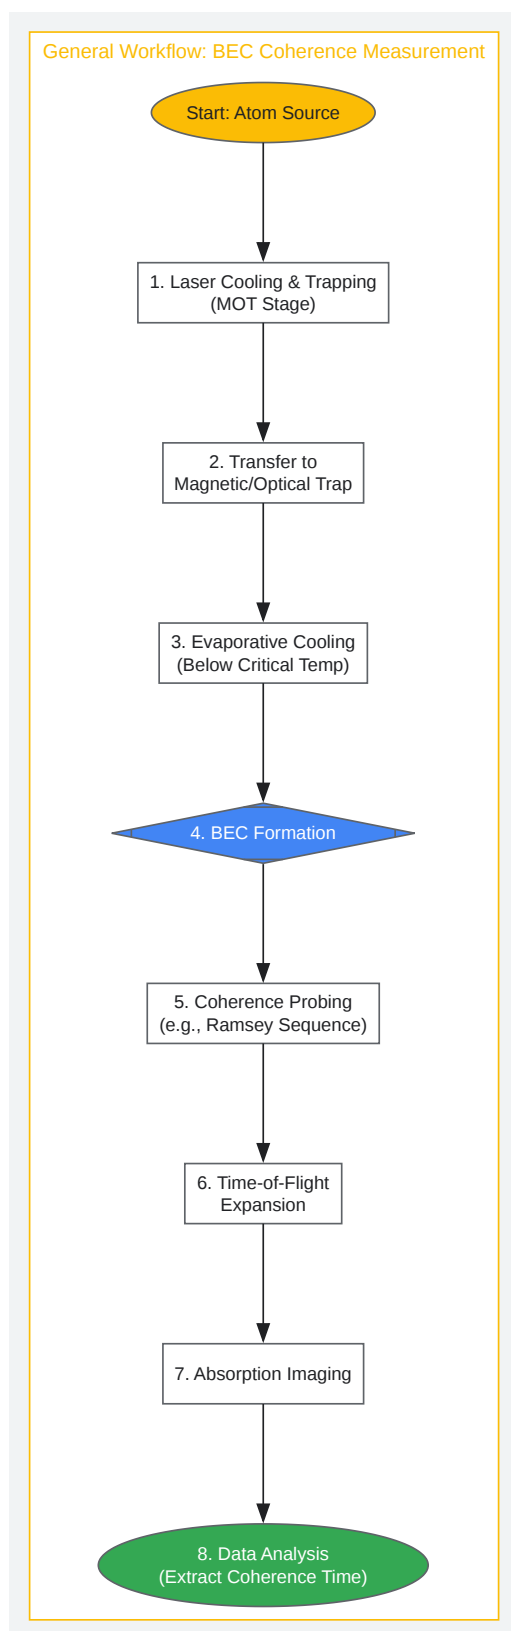 General Workflow: BEC Coherence Measurement
Start: Atom Source
1. Laser Cooling & Trapping
(MOT Stage)
2. Transfer to
Magnetic/Optical Trap
3. Evaporative Cooling
(Below Critical Temp)
4. BEC Formation
5. Coherence Probing
(e.g., Ramsey Sequence)
6. Time-of-Flight
Expansion
7. Absorption Imaging
8. Data Analysis
(Extract Coherence Time)